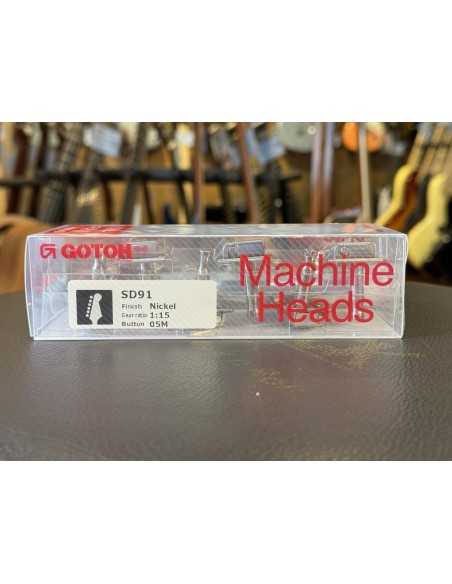 GOTOH
Machine
Heads
SD91
Finish Nickel
Gear ratio 1:15
Button 05M